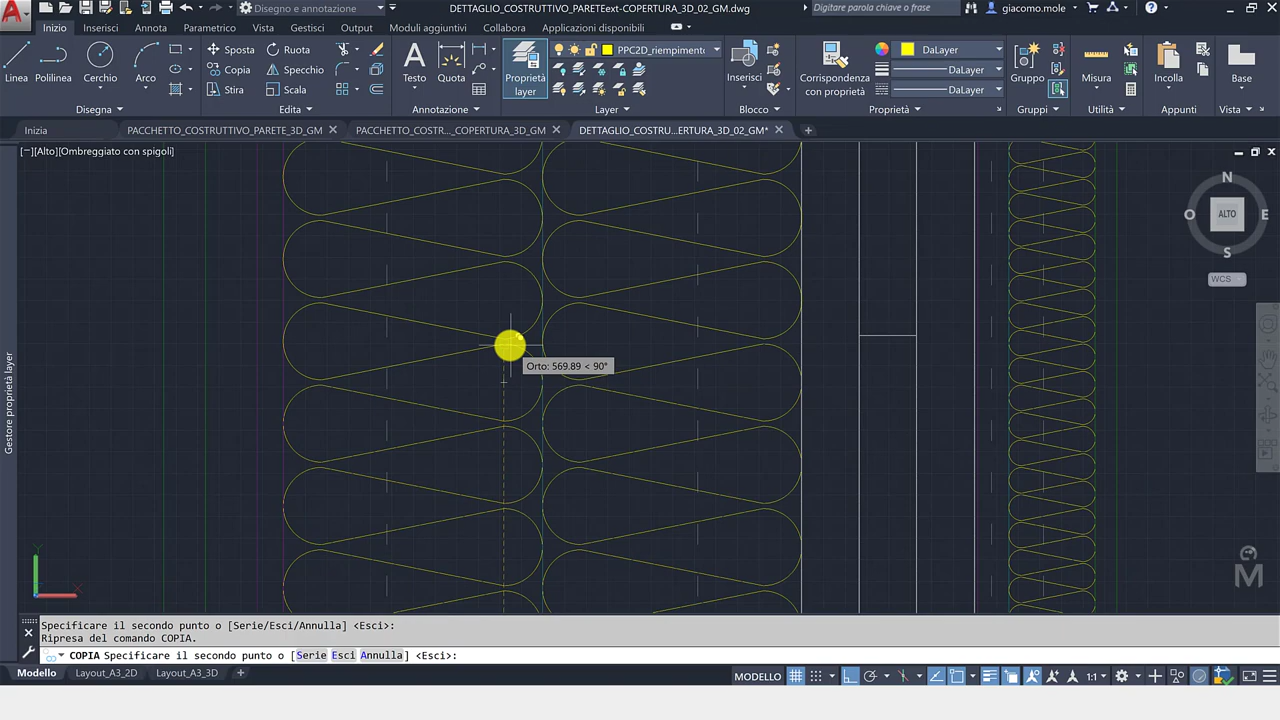 A
Disegno e annotazione
DETTAGLIO_COSTRUTTIVO_PARETEext-COPERTURA_3D_02_GM.dwg
Digitare parola chiave o frase
giacomo.mole
Inizio
Inserisci
Annota
Parametrico
Vista
Gestisci
Output
Moduli aggiuntivi
Collabora
Applicazioni disponibili
Linea
Polilinea
Cerchio
Arco
Sposta
Copia
Stira
Ruota
Specchio
Scala
Testo
Quota
Proprietà
layer
PPC2D_riempimento
Inserisci
Corrispondenza
con proprietà
DaLayer
DaLayer
DaLayer
Gruppo
Misura
Incolla
Base
Disegna
Edita
Annotazione
Layer
Blocco
Proprietà
Gruppi
Utilità
Appunti
Vista
Inizia
PACCHETTO_COSTRUTTIVO_PARETE_3D_GM
PACCHETTO_COSTR..._COPERTURA_3D_GM
DETTAGLIO_COSTRU...ERTURA_3D_02_GM*
[−][Alto][Ombreggiato con spigoli]
N
O
ALTO
E
S
WCS
Orto: 569.89 < 90°
Gestore proprietà layer
Y
X
M
Specificare il secondo punto o [Serie/Esci/Annulla] <Esci>:
Ripresa del comando COPIA.
COPIA Specificare il secondo punto o [Serie Esci Annulla] <Esci>:
Modello
Layout_A3_2D
Layout_A3_3D
MODELLO
1:1